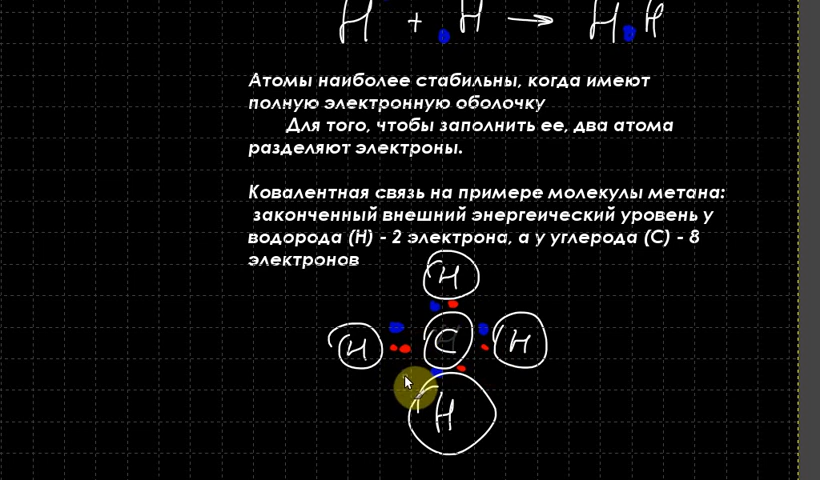 H + H → H H
Атомы наиболее стабильны, когда имеют
полную электронную оболочку
Для того, чтобы заполнить ее, два атома
разделяют электроны.
Ковалентная связь на примере молекулы метана:
законченный внешний энергеический уровень у
водорода (H) - 2 электрона, а у углерода (С) - 8
электронов
H
H C H
H